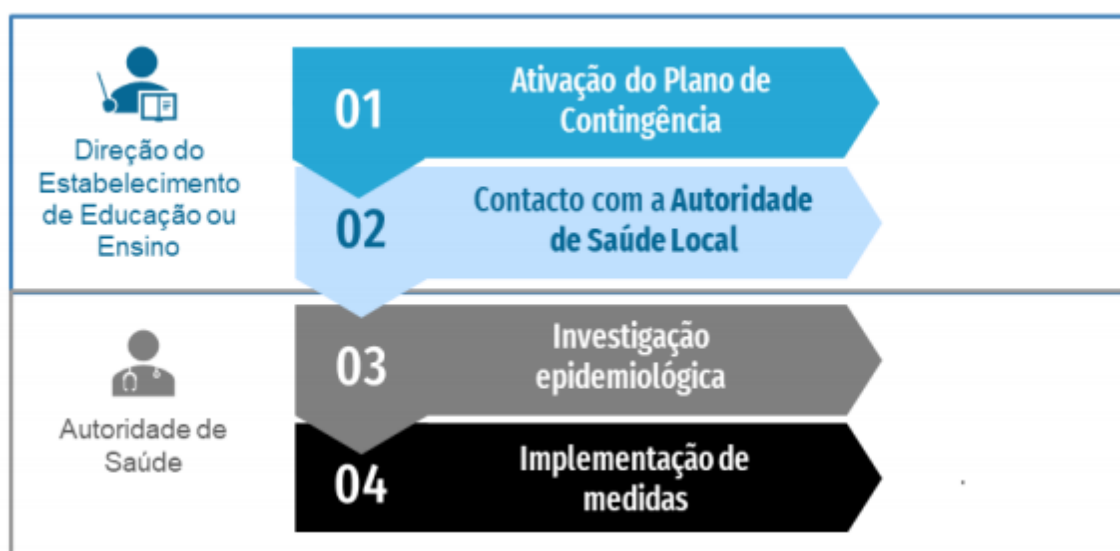 Direção do
Estabelecimento
de Educação ou
Ensino
01
Ativação do Plano de
Contingência
02
Contacto com a Autoridade
de Saúde Local
Autoridade de
Saúde
03
Investigação
epidemiológica
04
Implementação de
medidas